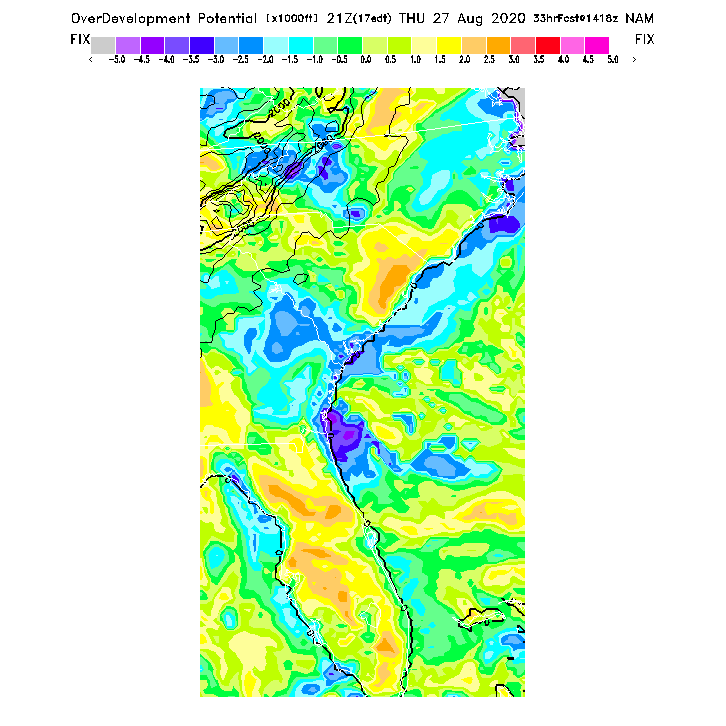 OverDevelopment Potential [x1000ft] 21Z(17edt) THU 27 Aug 2020 33hrFcst@1418z NAM
FIX FIX
< -5.0 -4.5 -4.0 -3.5 -3.0 -2.5 -2.0 -1.5 -1.0 -0.5 0.0 0.5 1.0 1.5 2.0 2.5 3.0 3.5 4.0 4.5 5.0 >
2000